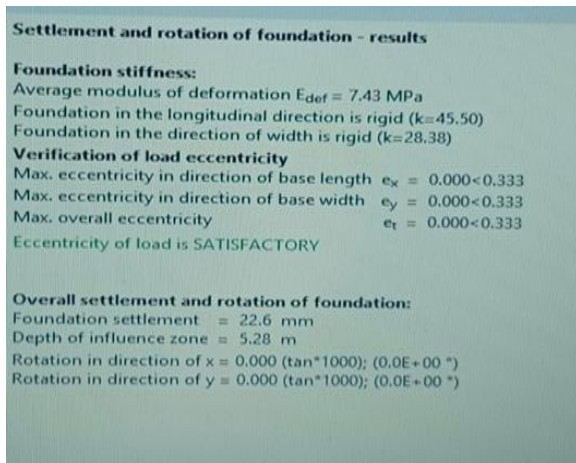 Settlement and rotation of foundation - results
Foundation stiffness:
Average modulus of deformation Edef = 7.43 MPa
Foundation in the longitudinal direction is rigid (k=45.50)
Foundation in the direction of width is rigid (k=28.38)
Verification of load eccentricity
Max. eccentricity in direction of base length ex = 0.000<0.333
Max. eccentricity in direction of base width ey = 0.000<0.333
Max. overall eccentricity et = 0.000<0.333
Eccentricity of load is SATISFACTORY
Overall settlement and rotation of foundation:
Foundation settlement = 22.6 mm
Depth of influence zone = 5.28 m
Rotation in direction of x = 0.000 (tan*1000); (0.0E+00 °)
Rotation in direction of y = 0.000 (tan*1000); (0.0E+00 °)